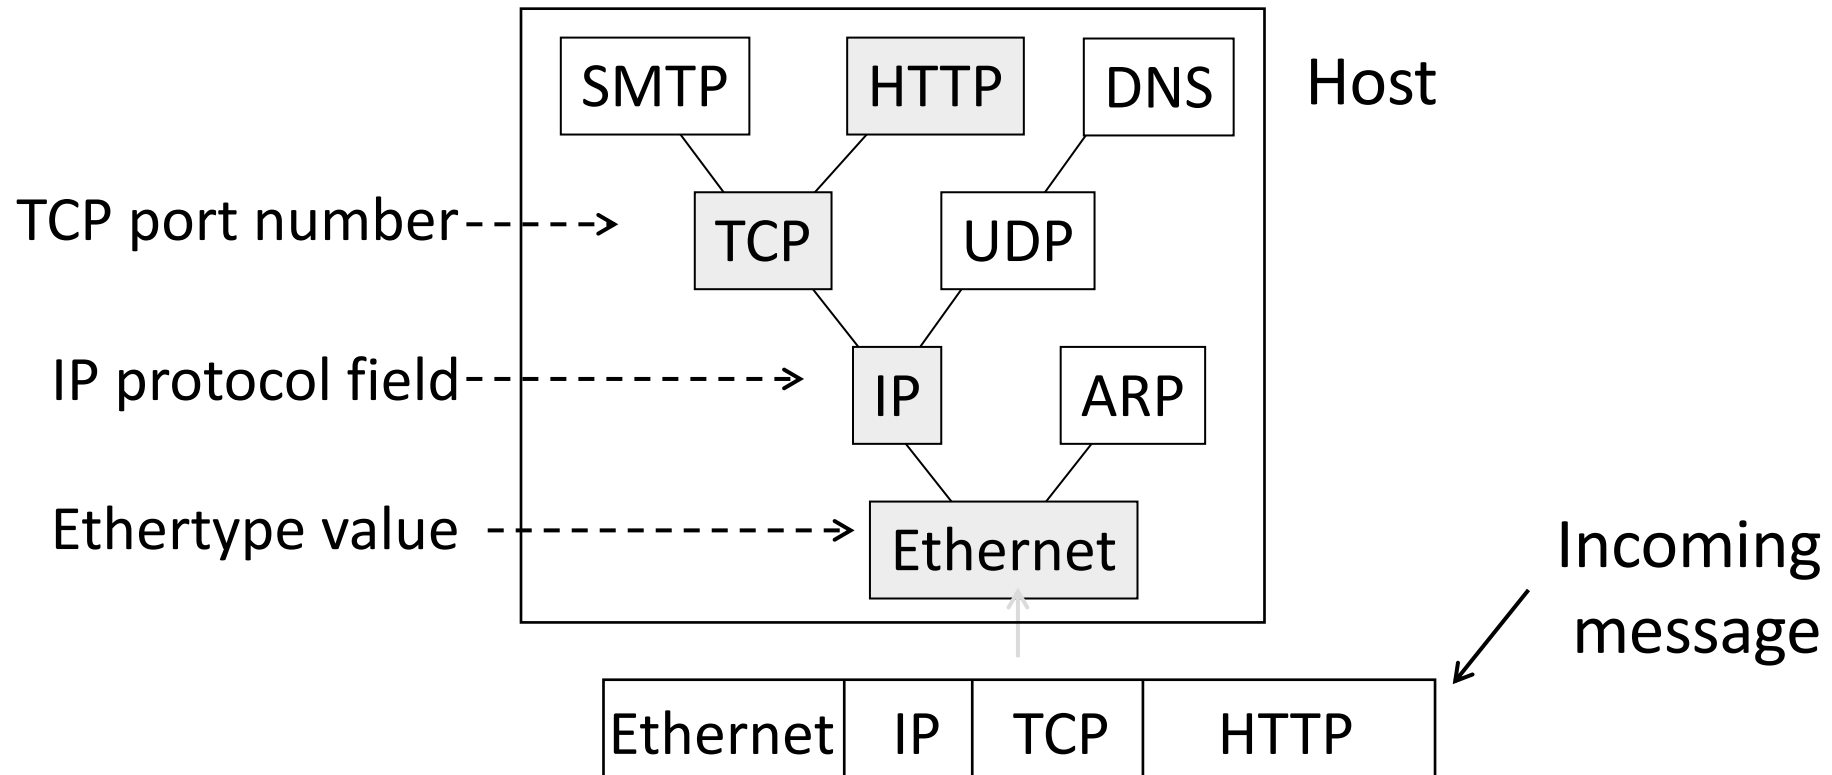 SMTP HTTP DNS Host
TCP port number
TCP UDP
IP protocol field
IP ARP
Ethertype value
Ethernet
Incoming
message
Ethernet IP TCP HTTP